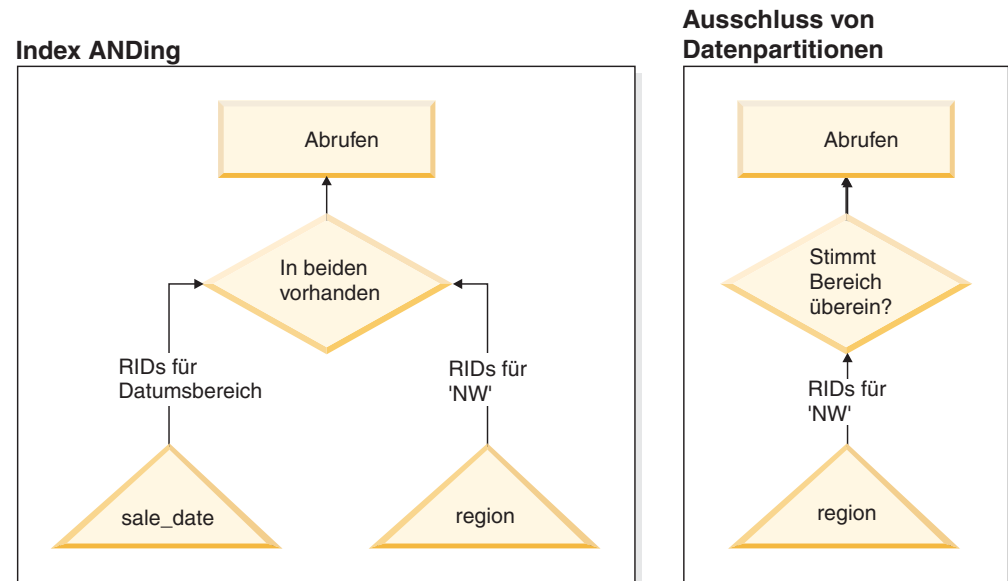 Index ANDing
Abrufen
In beiden
vorhanden
RIDs für
Datumsbereich
RIDs für
'NW'
sale_date
region
Ausschluss von
Datenpartitionen
Abrufen
Stimmt
Bereich
überein?
RIDs für
'NW'
region